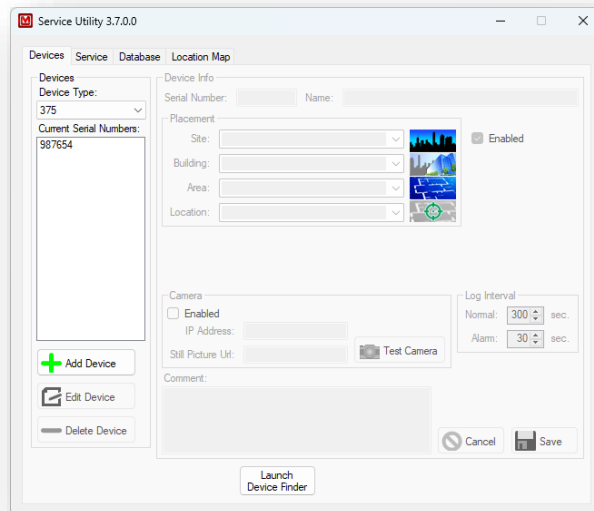 Service Utility 3.7.0.0
Devices Service Database Location Map
Devices
Device Type:
375
Current Serial Numbers:
987654
Add Device
Edit Device
Delete Device
Device Info
Serial Number: Name:
Placement
Site:
Building:
Area:
Location:
Enabled
Camera
Enabled
IP Address:
Still Picture Url:
Test Camera
Log Interval
Normal: 300 sec.
Alarm: 30 sec.
Comment:
Cancel Save
Launch
Device Finder